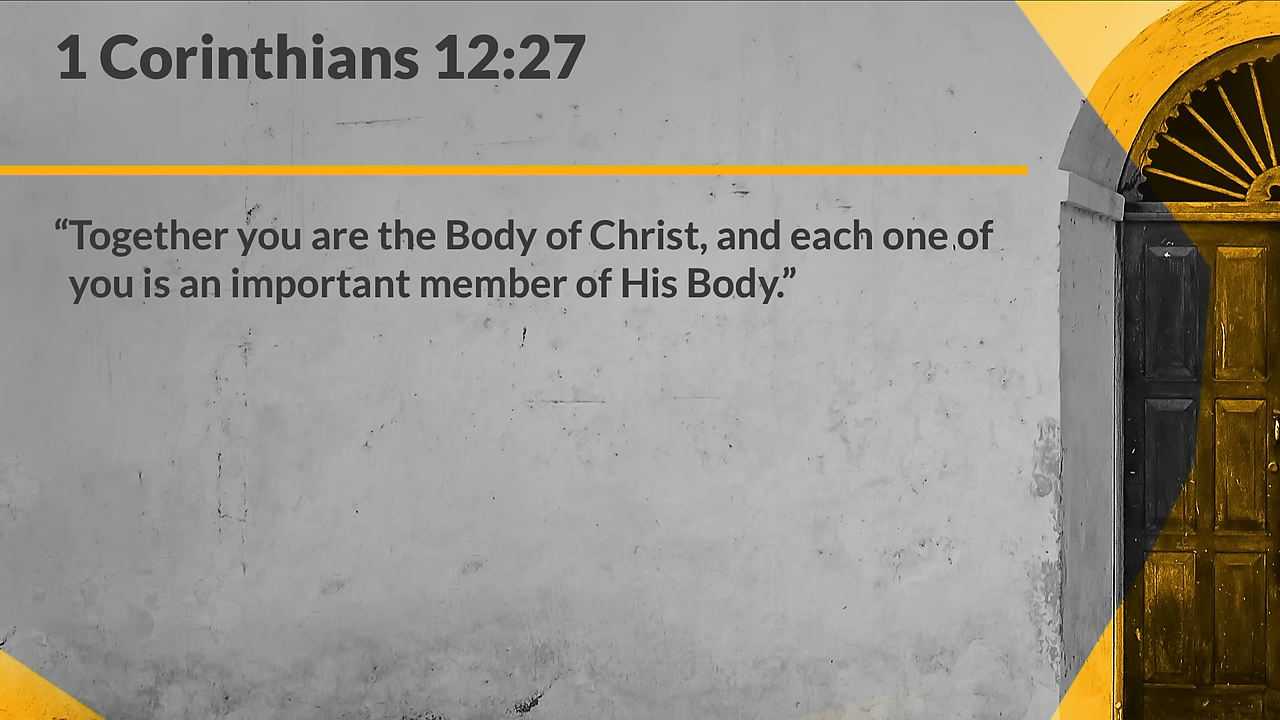 1 Corinthians 12:27
“Together you are the Body of Christ, and each one of
you is an important member of His Body.”